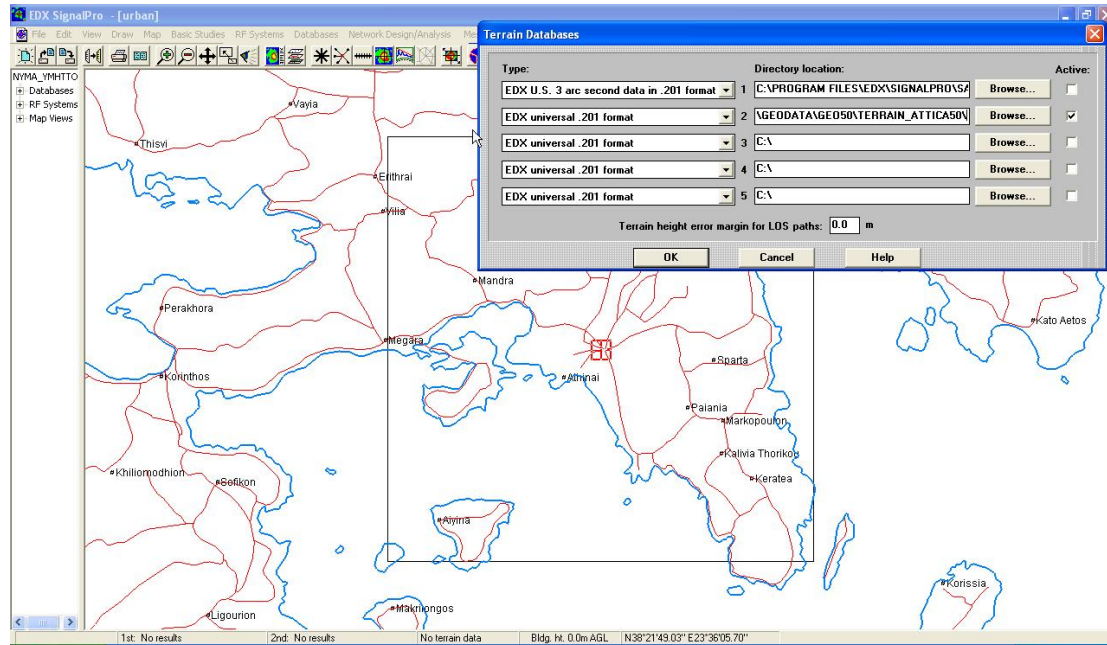 EDX SignalPro - [urban]
File Edit View Draw Map Basic Studies RF Systems Databases Network Design/Analysis
NYMA_YMHTTO
Databases
RF Systems
Map Views
Terrain Databases
Type: Directory location: Active:
EDX U.S. 3 arc second data in .201 format 1 C:\PROGRAM FILES\EDX\SIGNALPRO\SA Browse...
EDX universal .201 format 2 \GEODATA\GEO50\TERRAIN_ATTICA50\ Browse...
EDX universal .201 format 3 C:\ Browse...
EDX universal .201 format 4 C:\ Browse...
EDX universal .201 format 5 C:\ Browse...
Terrain height error margin for LOS paths: 0.0 m
OK Cancel Help
Vayia
Thisvi
Erithrai
Vilia
Mandra
Perakhora
Kato Aetos
Megara
Sparta
Korinthos
Athinai
Paiania
Markopoulon
Kalivia Thorikou
Khiliomodhion
Sofikon
Keratea
Aiyina
Korissia
Ligourion
Makrilongos
1st: No results 2nd: No results No terrain data Bldg. ht. 0.0m AGL N38°21'49.03" E23°36'05.70"